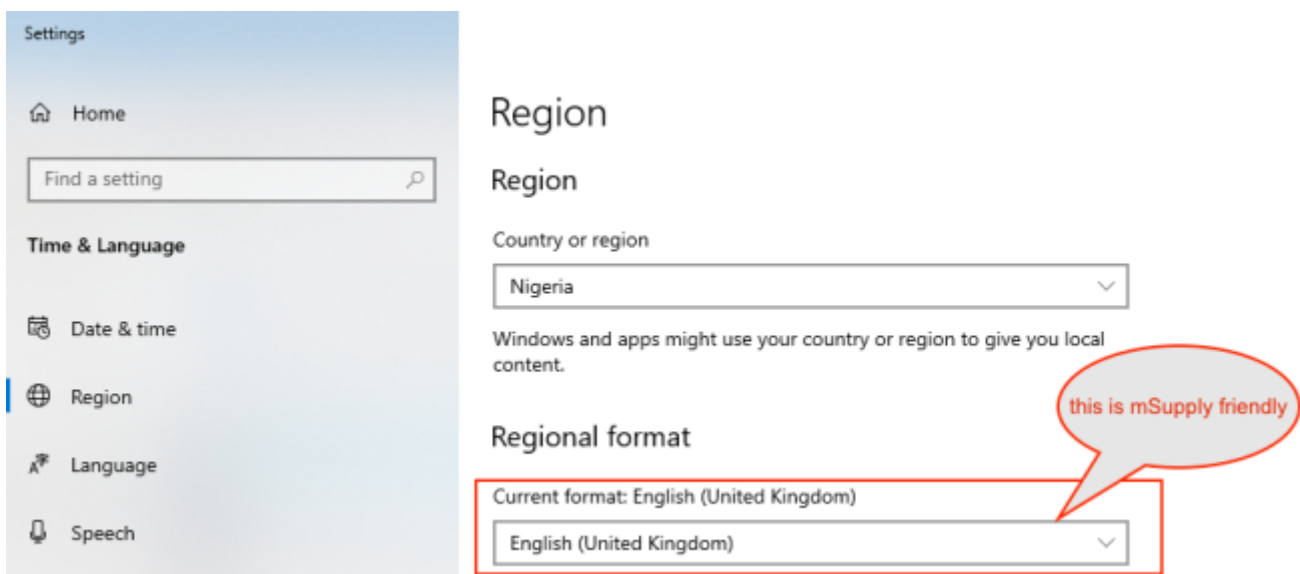 Settings
Home
Find a setting
Time & Language
Date & time
Region
Language
Speech
Region
Region
Country or region
Nigeria
Windows and apps might use your country or region to give you local
content.
this is mSupply friendly
Regional format
Current format: English (United Kingdom)
English (United Kingdom)